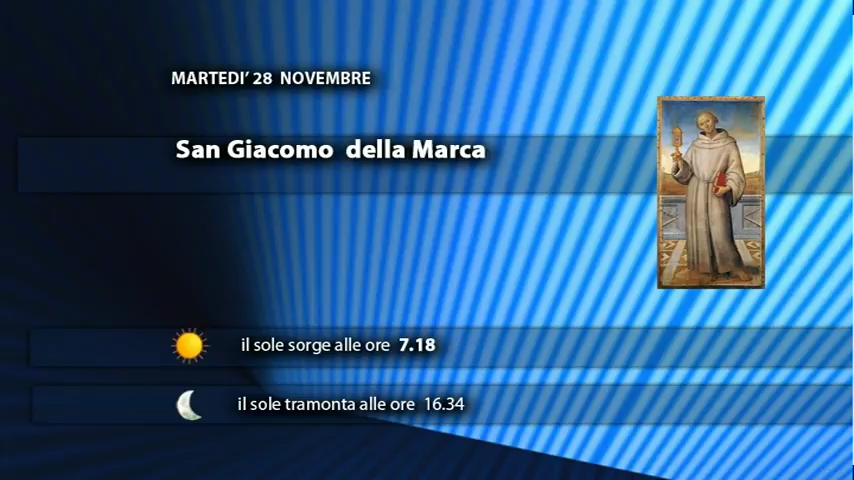 MARTEDI’ 28 NOVEMBRE
San Giacomo della Marca
il sole sorge alle ore 7.18
il sole tramonta alle ore 16.34